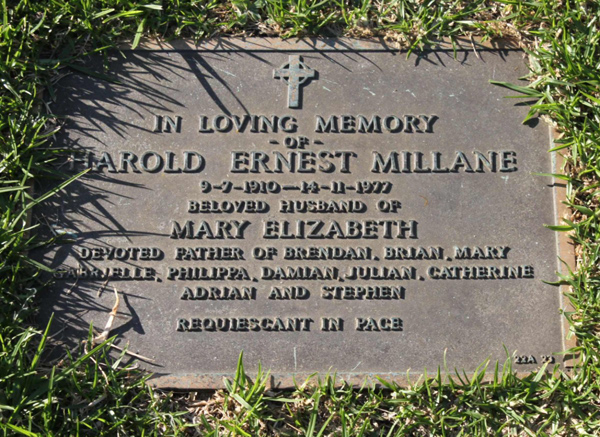 IN LOVING MEMORY
- OF -
HAROLD ERNEST MILLANE
9-7-1910—14-11-1977
BELOVED HUSBAND OF
MARY ELIZABETH
DEVOTED FATHER OF BRENDAN, BRIAN, MARY
GABRIELLE, PHILIPPA, DAMIAN, JULIAN, CATHERINE
ADRIAN AND STEPHEN
REQUIESCANT IN PACE
22A